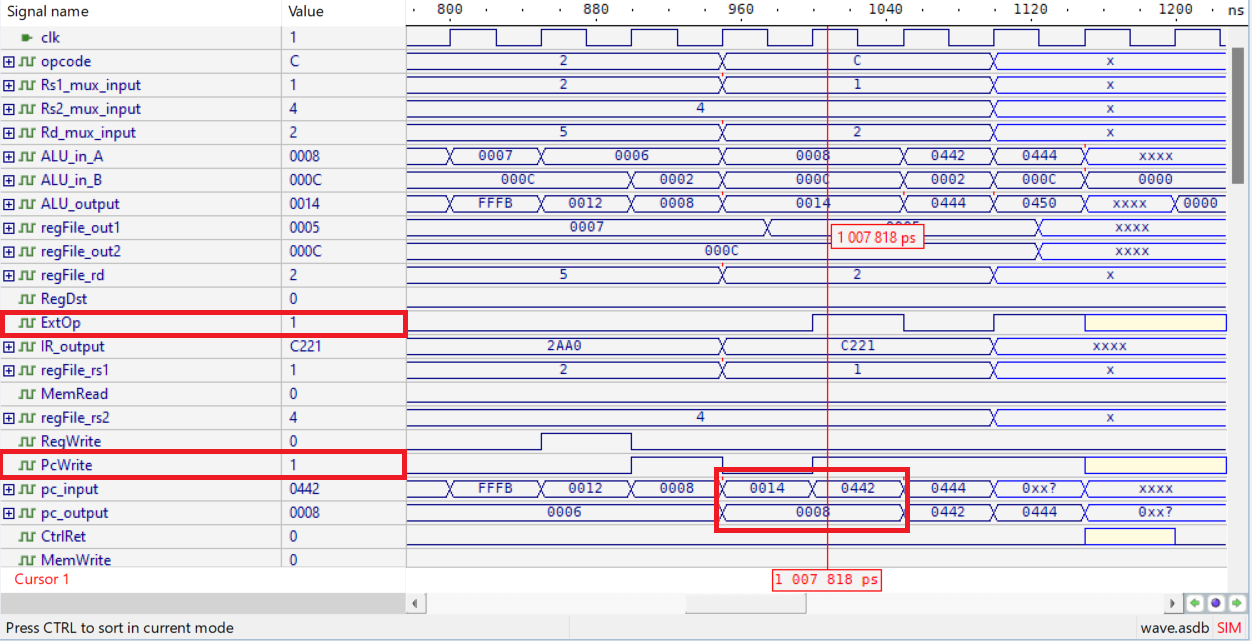 Signal name Value 800 880 960 1040 1120 1200 ns
clk 1
opcode C 2 C x
Rs1_mux_input 1 2 1 x
Rs2_mux_input 4 4 x
Rd_mux_input 2 5 2 x
ALU_in_A 0008 0007 0006 0008 0442 0444 xxxx
ALU_in_B 000C 000C 0002 000C 0002 000C 0000
ALU_output 0014 FFFB 0012 0008 0014 0444 0450 xxxx 0000
regFile_out1 0005 0007 xxxx
1 007 818 ps
regFile_out2 000C 000C xxxx
regFile_rd 2 5 2 x
RegDst 0
ExtOp 1
IR_output C221 2AA0 C221 xxxx
regFile_rs1 1 2 1 x
MemRead 0
regFile_rs2 4 4 x
RegWrite 0
PcWrite 1
pc_input 0442 FFFB 0012 0008 0014 0442 0444 0xx? xxxx
pc_output 0008 0006 0008 0442 0444 0xx?
CtrlRet 0
MemWrite 0
Cursor 1 1 007 818 ps
Press CTRL to sort in current mode wave.asdb SIM